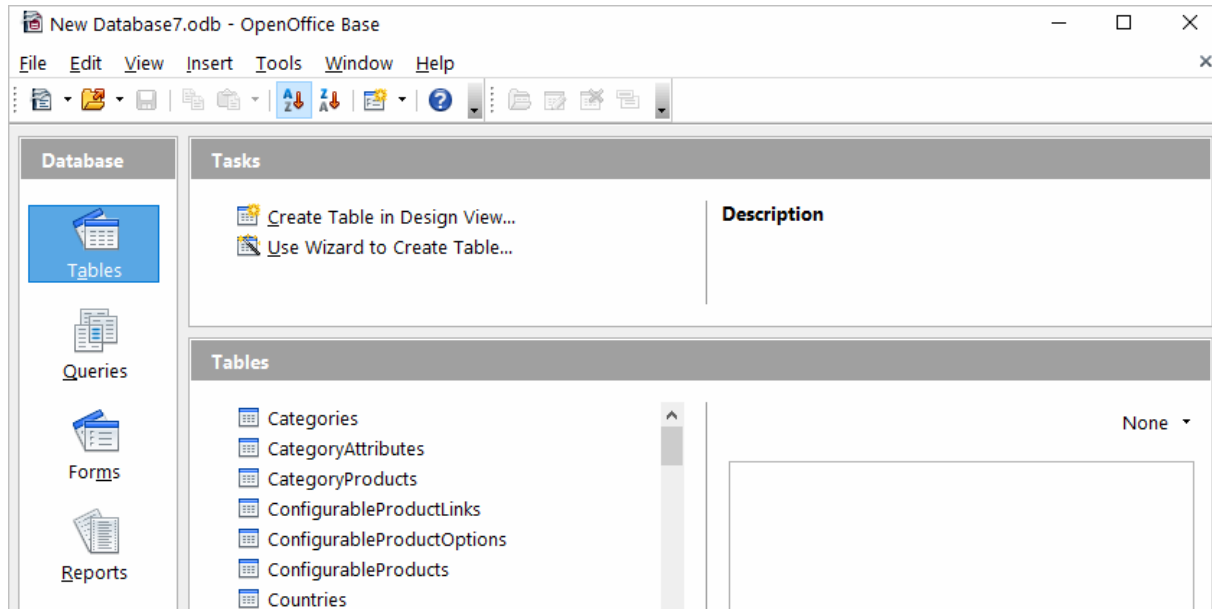 New Database7.odb - OpenOffice Base
File Edit View Insert Tools Window Help
Database
Tables
Queries
Forms
Reports
Tasks
Create Table in Design View...
Use Wizard to Create Table...
Description
Tables
Categories
CategoryAttributes
CategoryProducts
ConfigurableProductLinks
ConfigurableProductOptions
ConfigurableProducts
Countries
None